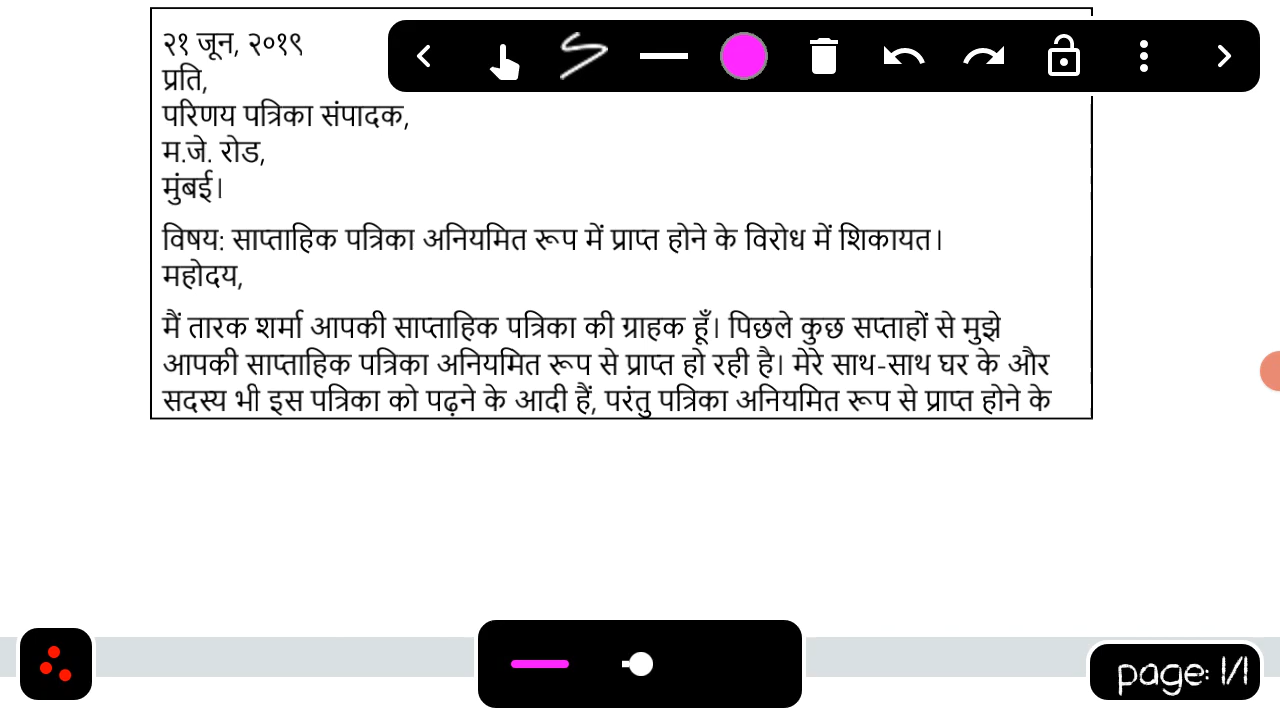 २१ जून, २०१९
प्रति,
परिणय पत्रिका संपादक,
म.जे. रोड,
मुंबई।
विषय: साप्ताहिक पत्रिका अनियमित रूप में प्राप्त होने के विरोध में शिकायत।
महोदय,
मैं तारक शर्मा आपकी साप्ताहिक पत्रिका की ग्राहक हूँ। पिछले कुछ सप्ताहों से मुझे
आपकी साप्ताहिक पत्रिका अनियमित रूप से प्राप्त हो रही है। मेरे साथ-साथ घर के और
सदस्य भी इस पत्रिका को पढ़ने के आदी हैं, परंतु पत्रिका अनियमित रूप से प्राप्त होने के
page: 1/1